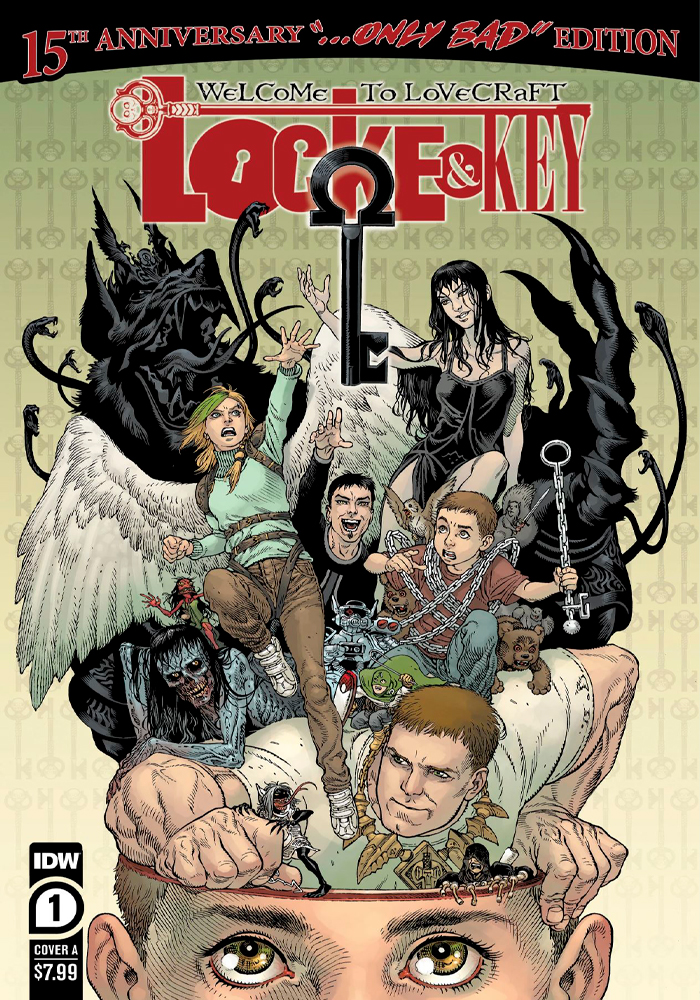 15TH ANNIVERSARY "...ONLY BAD" EDITION
WELCOME TO LOVECRAFT
LOCKE & KEY
IDW
1
COVER A
$7.99